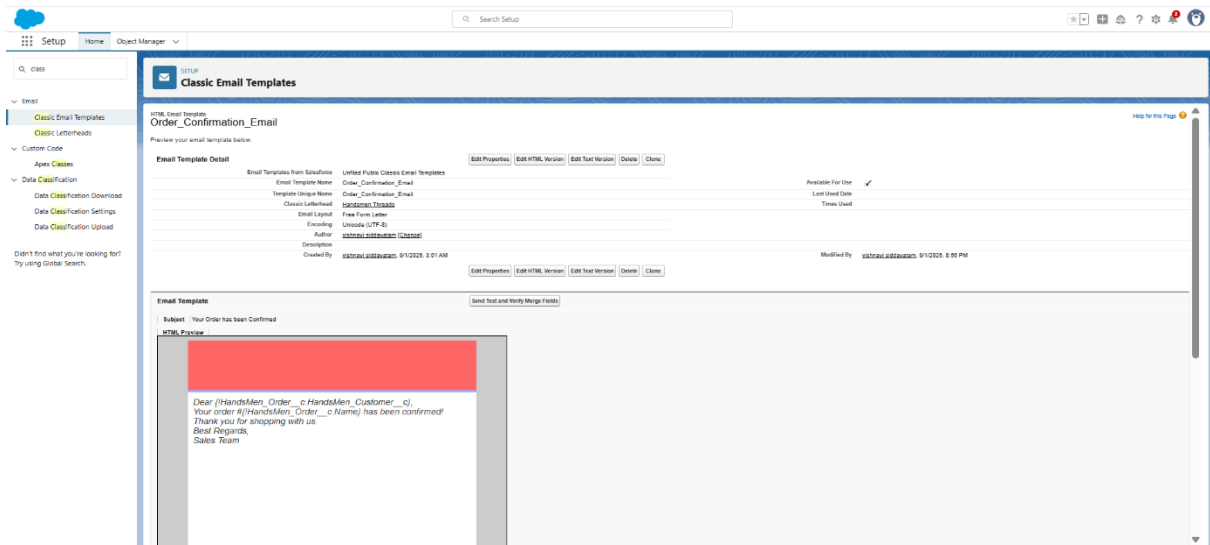 Search Setup
Setup Home Object Manager
class
SETUP
Classic Email Templates
Email
Classic Email Templates
Classic Letterheads
Custom Code
Apex Classes
Data Classification
Data Classification Download
Data Classification Settings
Data Classification Upload
Didn't find what you're looking for?
Try using Global Search.
HTML Email Template
Order_Confirmation_Email
Help for this Page
Preview your email template below.
Email Template Detail
Edit Properties Edit HTML Version Edit Text Version Delete Clone
Email Templates from Salesforce Unfiled Public Classic Email Templates
Email Template Name Order_Confirmation_Email Available For Use ✓
Template Unique Name Order_Confirmation_Email Last Used Date
Classic Letterhead Handsmen Threads Times Used
Email Layout Free Form Letter
Encoding Unicode (UTF-8)
Author vishnavi siddavatam [Change]
Description
Created By vishnavi siddavatam, 9/1/2025, 3:01 AM Modified By vishnavi siddavatam, 9/1/2025, 8:56 PM
Edit Properties Edit HTML Version Edit Text Version Delete Clone
Email Template Send Test and Verify Merge Fields
Subject Your Order has been Confirmed
HTML Preview
Dear {!HandsMen_Order__c.HandsMen_Customer__c},
Your order #{!HandsMen_Order__c.Name} has been confirmed!
Thank you for shopping with us.
Best Regards,
Sales Team